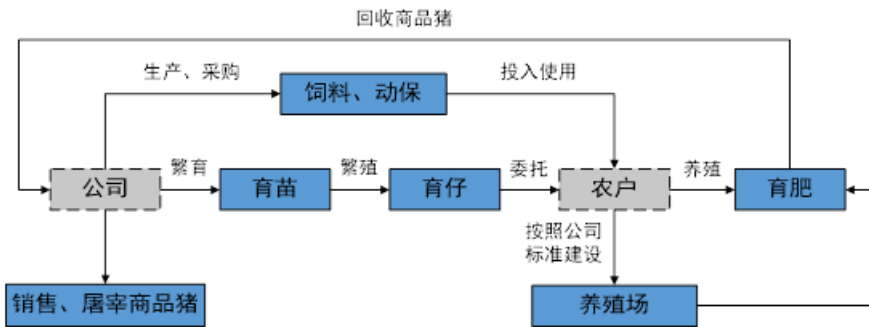 回收商品猪
生产、采购
饲料、动保
投入使用
公司
繁育
育苗
繁殖
育仔
委托
农户
养殖
育肥
按照公司
标准建设
销售、屠宰商品猪
养殖场